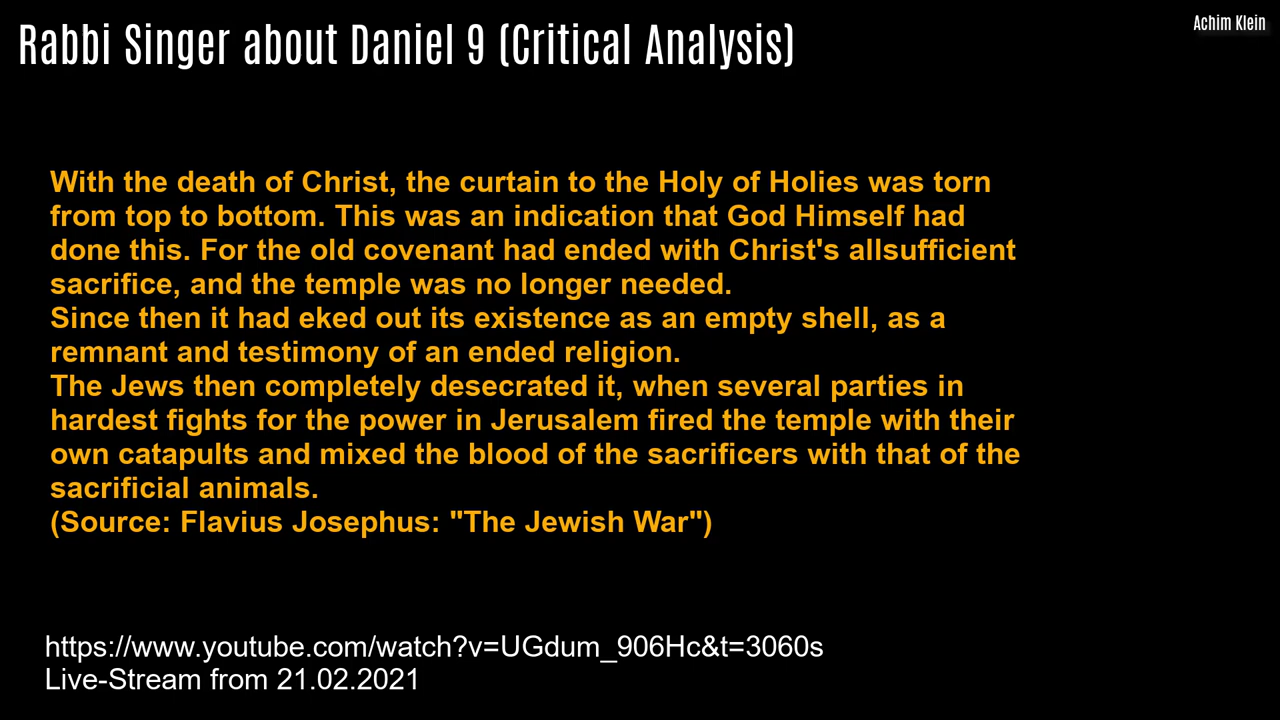 Rabbi Singer about Daniel 9 (Critical Analysis)
Achim Klein
With the death of Christ, the curtain to the Holy of Holies was torn
from top to bottom. This was an indication that God Himself had
done this. For the old covenant had ended with Christ's allsufficient
sacrifice, and the temple was no longer needed.
Since then it had eked out its existence as an empty shell, as a
remnant and testimony of an ended religion.
The Jews then completely desecrated it, when several parties in
hardest fights for the power in Jerusalem fired the temple with their
own catapults and mixed the blood of the sacrificers with that of the
sacrificial animals.
(Source: Flavius Josephus: "The Jewish War")
https://www.youtube.com/watch?v=UGdum_906Hc&t=3060s
Live-Stream from 21.02.2021